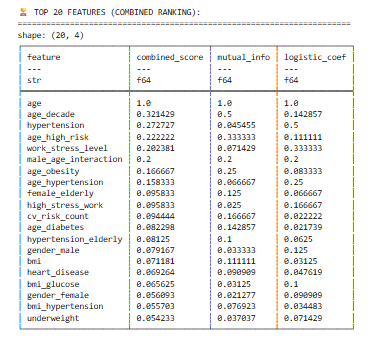 🏆 TOP 20 FEATURES (COMBINED RANKING):
======================================================================
shape: (20, 4)
feature combined_score mutual_info logistic_coef
--- --- --- ---
str f64 f64 f64
age 1.0 1.0 1.0
age_decade 0.321429 0.5 0.142857
hypertension 0.272727 0.045455 0.5
age_high_risk 0.222222 0.333333 0.111111
work_stress_level 0.202381 0.071429 0.333333
male_age_interaction 0.2 0.2 0.2
age_obesity 0.166667 0.25 0.083333
age_hypertension 0.158333 0.066667 0.25
female_elderly 0.095833 0.125 0.066667
high_stress_work 0.095833 0.025 0.166667
cv_risk_count 0.094444 0.166667 0.022222
age_diabetes 0.082298 0.142857 0.021739
hypertension_elderly 0.08125 0.1 0.0625
gender_male 0.079167 0.033333 0.125
bmi 0.071181 0.111111 0.03125
heart_disease 0.069264 0.090909 0.047619
bmi_glucose 0.065625 0.03125 0.1
gender_female 0.056093 0.021277 0.090909
bmi_hypertension 0.055703 0.076923 0.034483
underweight 0.054233 0.037037 0.071429